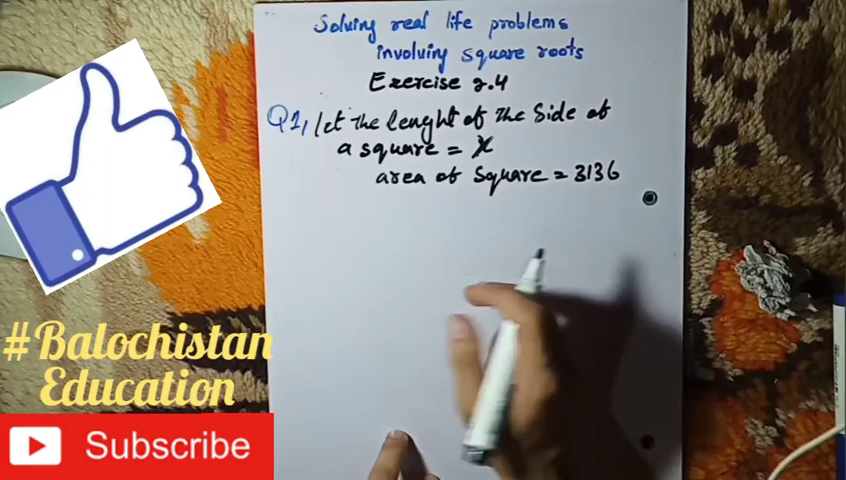 Solving real life problems
involving square roots
Exercise 2.4
Q1, let the lenght of the side of
a square = x
area of square = 3136
#Balochistan
Education
Subscribe